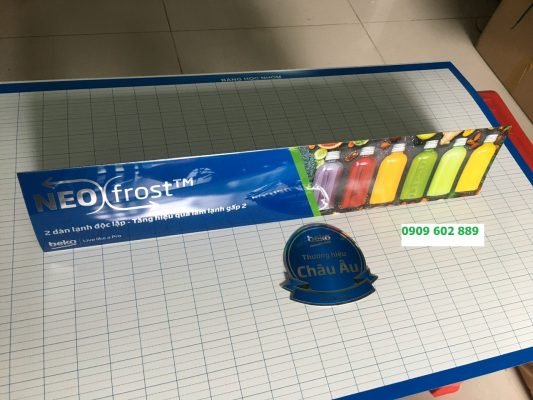 BẢNG HỌC NHÓM
NEO frost™
2 dàn lạnh độc lập - Tăng hiệu quả làm lạnh gấp 2
beko Live like a Pro
beko
Thương hiệu
Châu Âu
0909 602 889